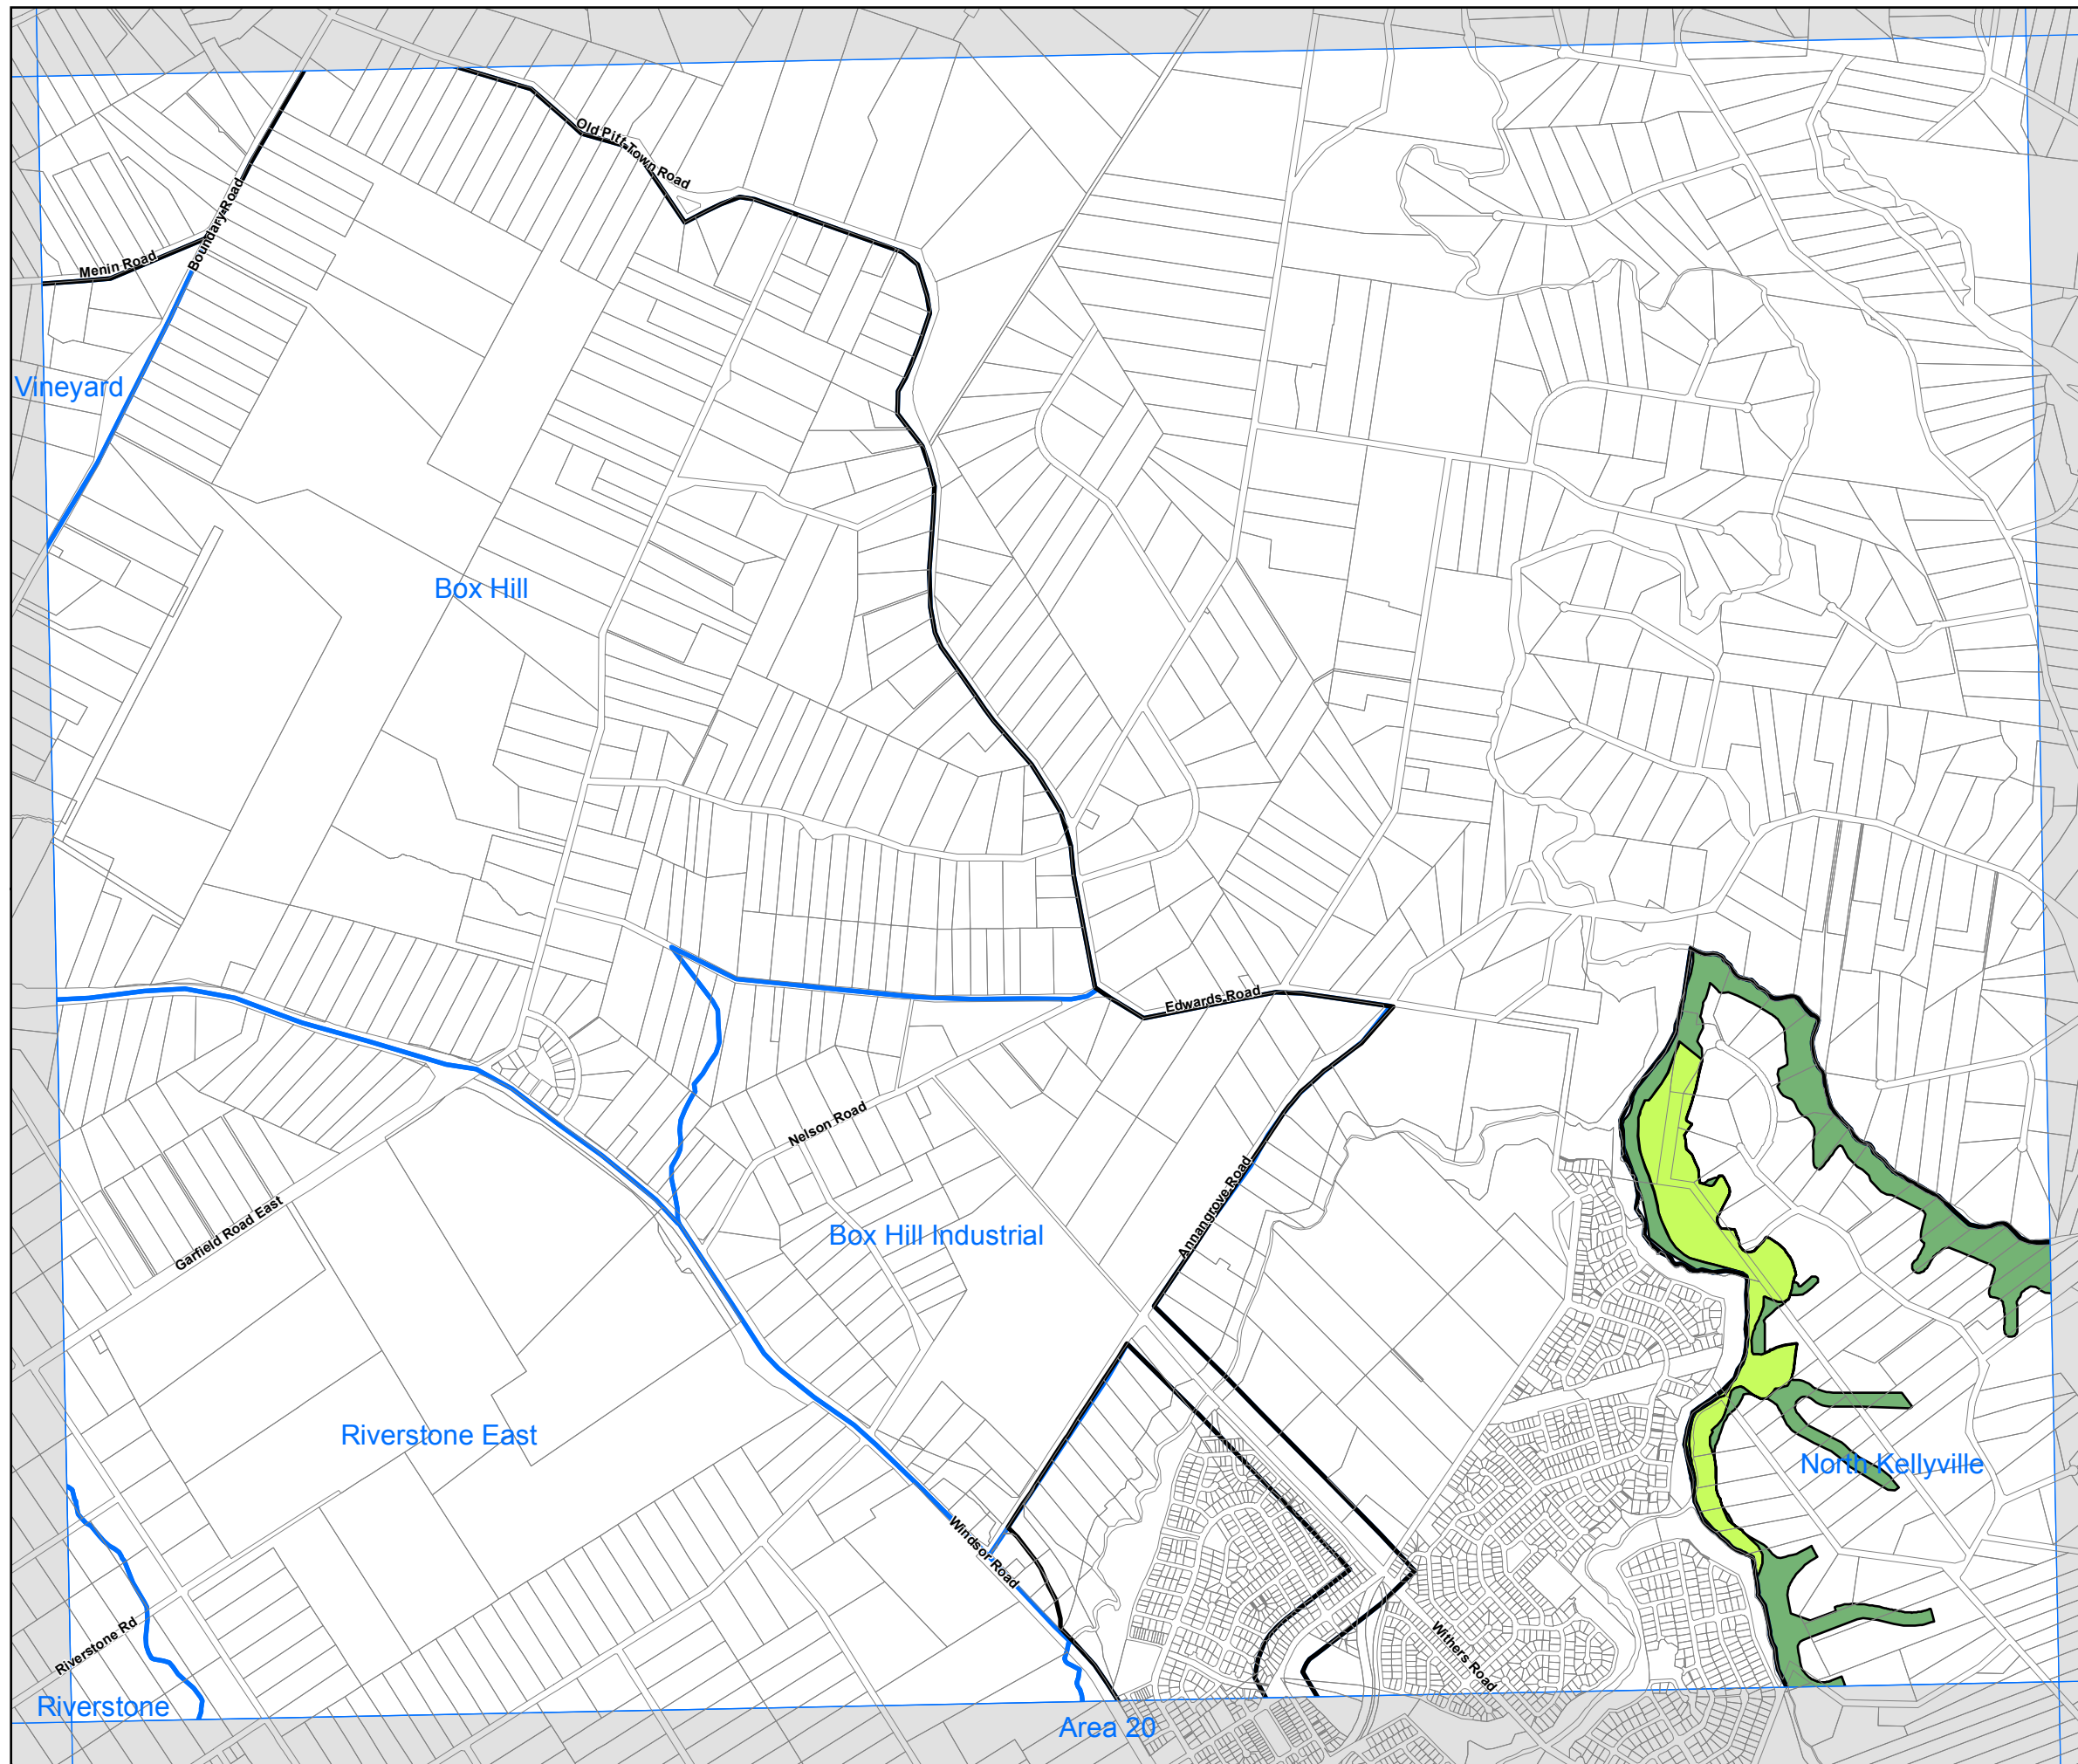 Old Pitt Town Road
Boundary Road
Menin Road
Vineyard
Box Hill
Edwards Road
Nelson Road
Annangrove Road
Garfield Road East
Box Hill Industrial
Riverstone East
North Kellyville
Windsor Road
Withers Road
Riverstone Rd
Riverstone
Area 20